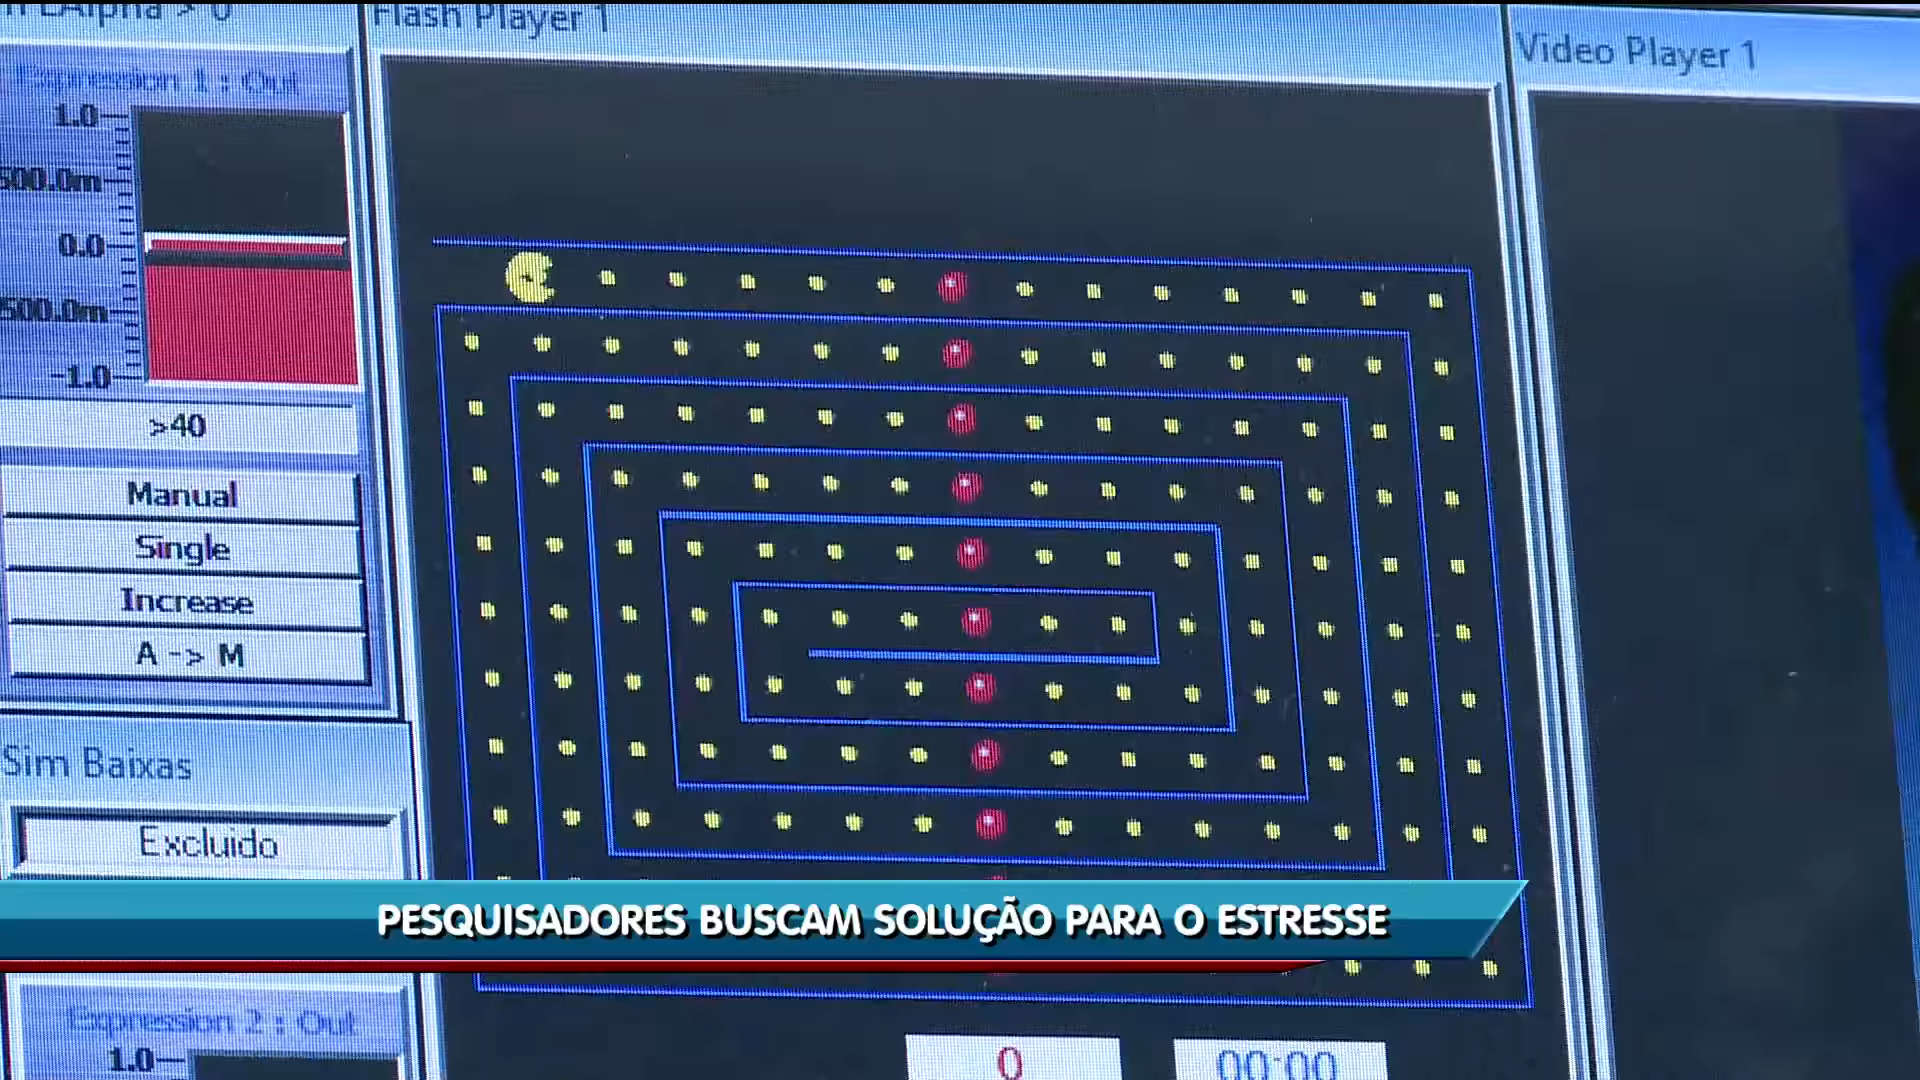 Flash Player 1
Video Player 1
Expression 1 : Out
1.0
500.0m
0.0
500.0m
-1.0
>40
Manual
Single
Increase
A -> M
Sim Baixas
Excluido
PESQUISADORES BUSCAM SOLUÇÃO PARA O ESTRESSE
Expression 2 : Out
1.0
0
00:00